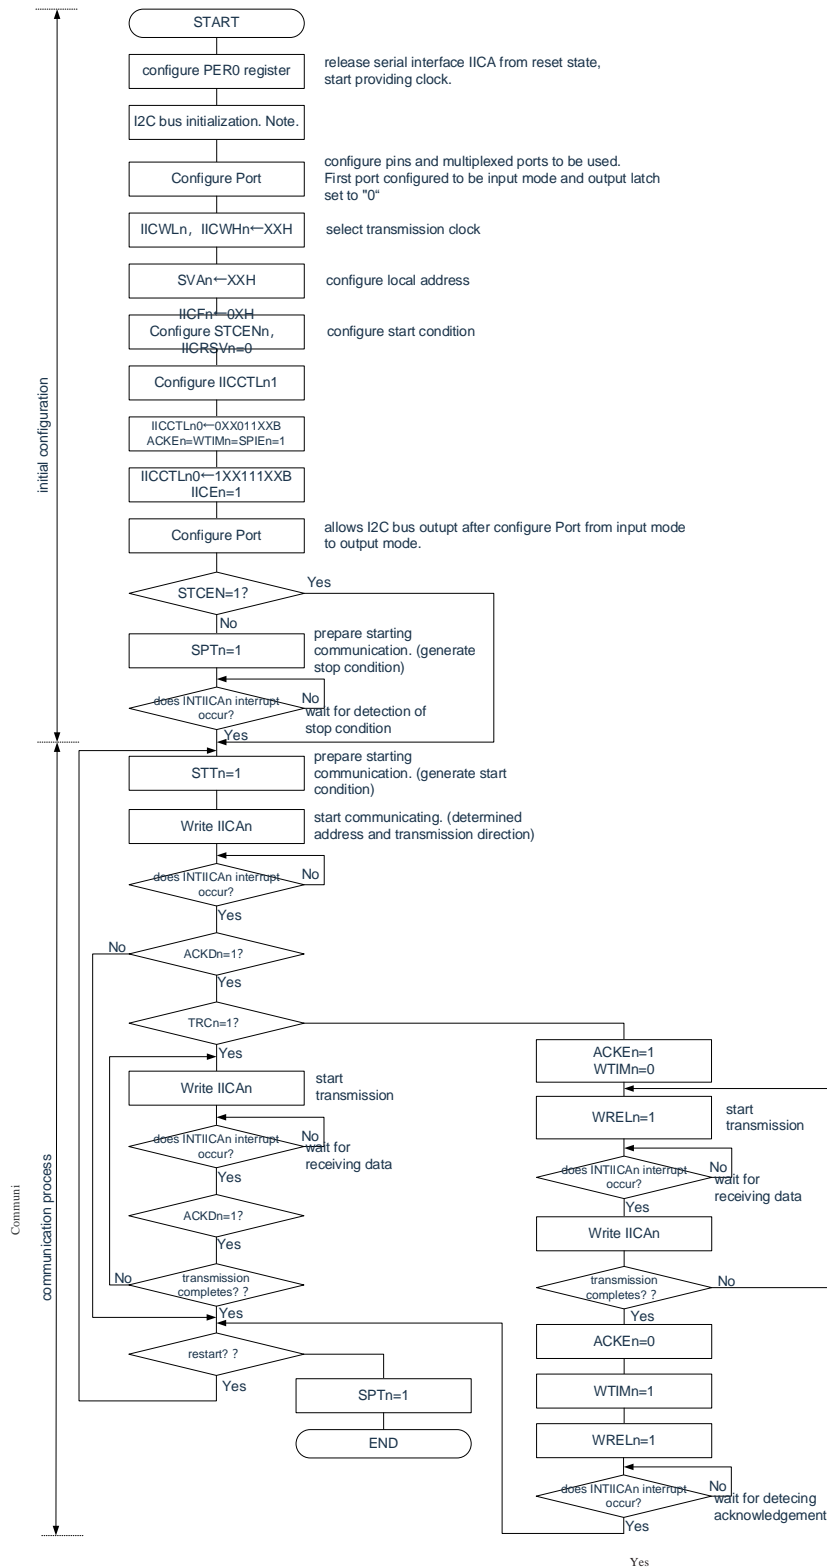 START
configure PER0 register
release serial interface IICA from reset state,
start providing clock.
I2C bus initialization. Note.
Configure Port
configure pins and multiplexed ports to be used.
First port configured to be input mode and output latch
set to "0“
IICWLn，IICWHn←XXH
select transmission clock
SVAn←XXH
configure local address
IICFn←0XH
Configure STCENn，
IICRSVn=0
configure start condition
Configure IICCTLn1
IICCTLn0←0XX011XXB
ACKEn=WTIMn=SPIEn=1
IICCTLn0←1XX111XXB
IICEn=1
Configure Port
allows I2C bus outupt after configure Port from input mode
to output mode.
initial configuration
STCEN=1？
Yes
No
SPTn=1
prepare starting
communication. (generate
stop condition)
does INTIICAn interrupt
occur?
No
wait for detection of
stop condition
Yes
STTn=1
prepare starting
communication. (generate start
condition)
Write IICAn
start communicating. (determined
address and transmission direction)
does INTIICAn interrupt
occur?
No
Yes
ACKDn=1？
No
Yes
TRCn=1？
Yes
Write IICAn
start
transmission
does INTIICAn interrupt
occur?
No
wait for
receiving data
Yes
ACKDn=1？
Yes
transmission
completes? ？
No
Yes
restart? ？
Yes
SPTn=1
END
ACKEn=1
WTIMn=0
WRELn=1
start
transmission
does INTIICAn interrupt
occur?
No
wait for
receiving data
Yes
Write IICAn
transmission
completes? ？
No
Yes
ACKEn=0
WTIMn=1
WRELn=1
does INTIICAn interrupt
occur?
No
wait for detecing
acknowledgement
Yes
communication process
Communi
Yes